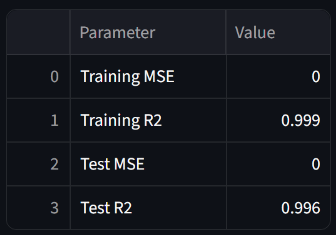 Parameter Value
0 Training MSE 0
1 Training R2 0.999
2 Test MSE 0
3 Test R2 0.996